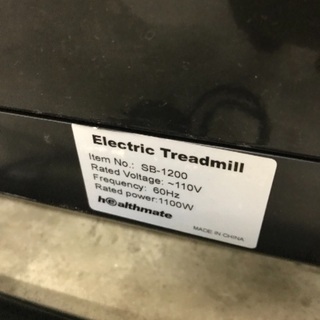 Electric Treadmill
Item No.: SB-1200
Rated Voltage: ~110V
Frequency: 60Hz
Rated power:1100W
healthmate
MADE IN CHINA